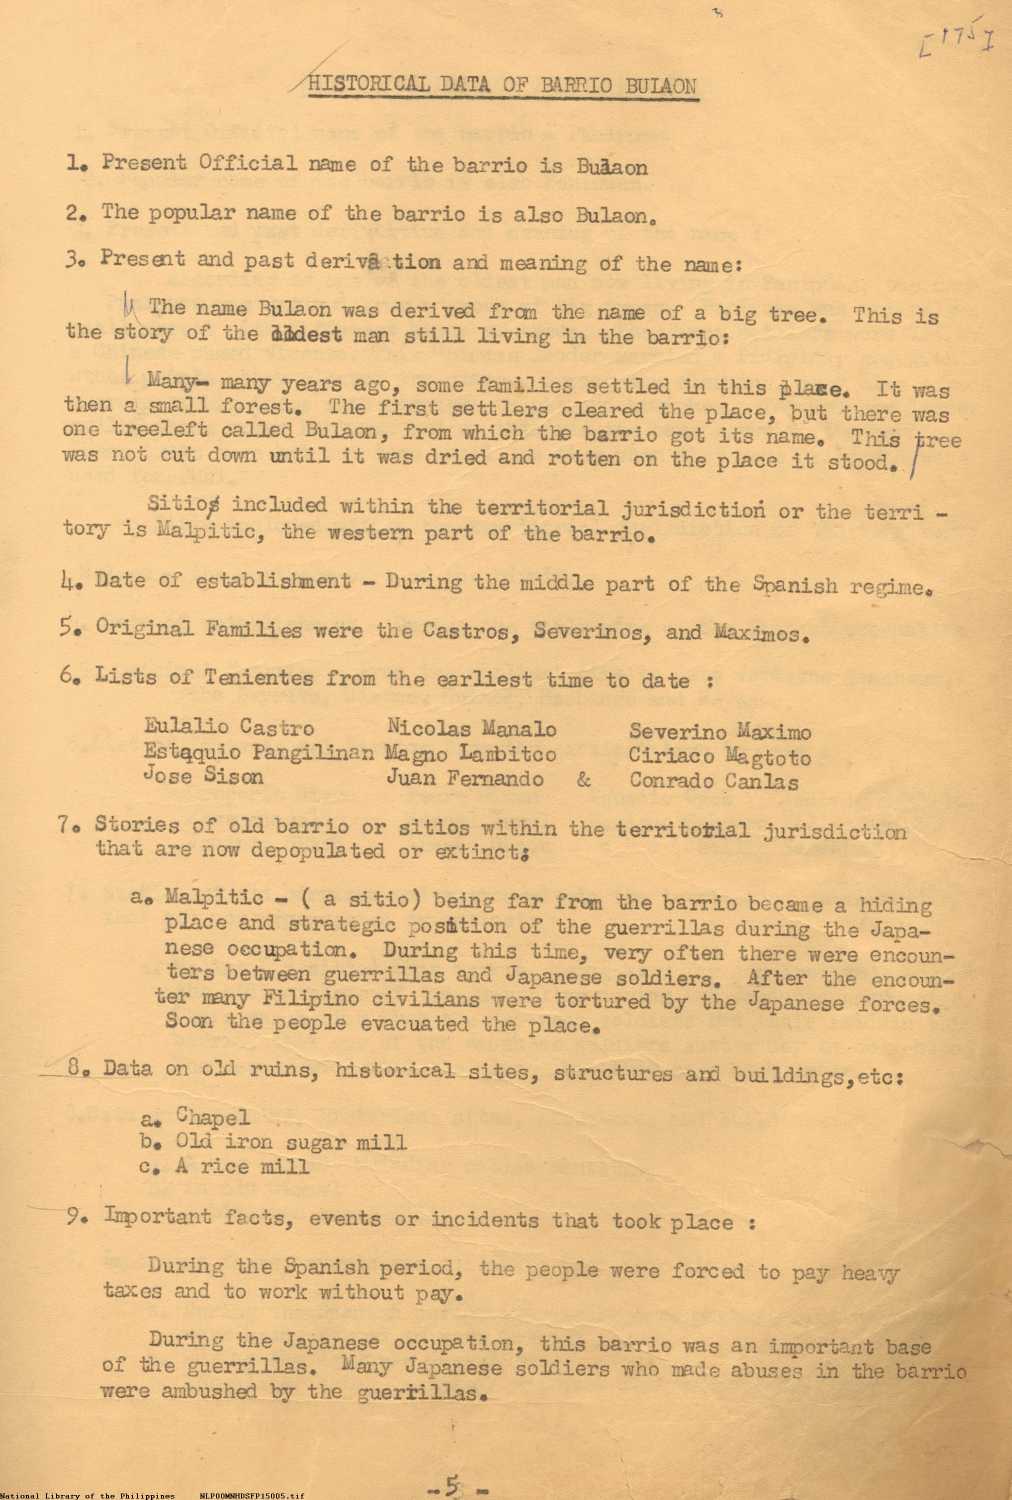 [175]
HISTORICAL DATA OF BARRIO BULAON
1. Present Official name of the barrio is Bulaon
2. The popular name of the barrio is also Bulaon.
3. Present and past deriva tion and meaning of the name:
The name Bulaon was derived from the name of a big tree. This is
the story of the oldest man still living in the barrio:
Many- many years ago, some families settled in this place. It was
then a small forest. The first settlers cleared the place, but there was
one treeleft called Bulaon, from which the barrio got its name. This tree
was not cut down until it was dried and rotten on the place it stood.
Sitios included within the territorial jurisdiction or the terri -
tory is Malpitic, the western part of the barrio.
4. Date of establishment - During the middle part of the Spanish regime.
5. Original Families were the Castros, Severinos, and Maximos.
6. Lists of Tenientes from the earliest time to date :
Eulalio Castro Nicolas Manalo Severino Maximo
Estaquio Pangilinan Magno Lambitco Ciriaco Magtoto
Jose Sison Juan Fernando & Conrado Canlas
7. Stories of old barrio or sitios within the territorial jurisdiction
that are now depopulated or extinct;
a. Malpitic - ( a sitio) being far from the barrio became a hiding
place and strategic position of the guerrillas during the Japa-
nese occupation. During this time, very often there were encoun-
ters between guerrillas and Japanese soldiers. After the encoun-
ter many Filipino civilians were tortured by the Japanese forces.
Soon the people evacuated the place.
8. Data on old ruins, historical sites, structures and buildings,etc:
a. Chapel
b. Old iron sugar mill
c. A rice mill
9. Important facts, events or incidents that took place :
During the Spanish period, the people were forced to pay heavy
taxes and to work without pay.
During the Japanese occupation, this barrio was an important base
of the guerrillas. Many Japanese soldiers who made abuses in the barrio
were ambushed by the guerrillas.
-5 -
National Library of the Philippines NLPOOMNHDSFP15005.tif